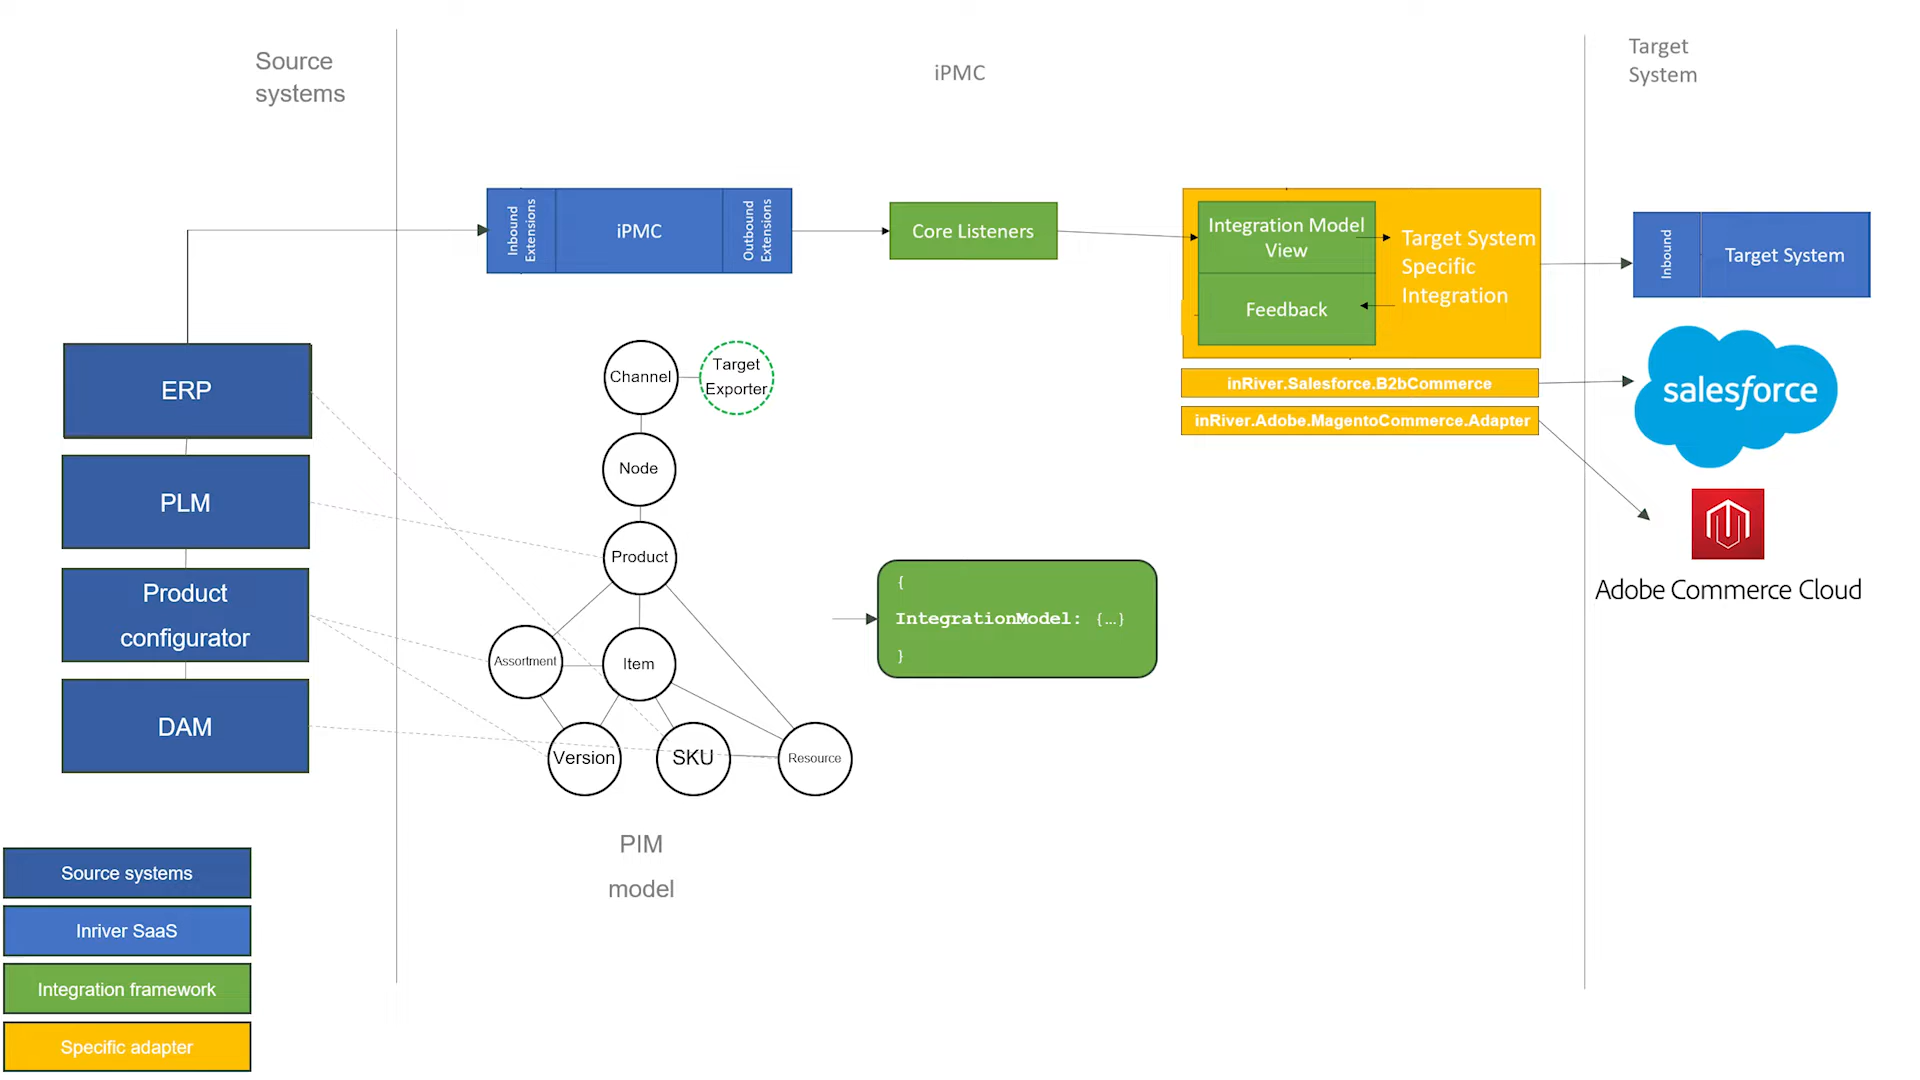 Source
systems
iPMC
Target
System
Inbound
Extensions
iPMC
Outbound
Extensions
Core Listeners
Integration Model
View
Feedback
Target System
Specific
Integration
Inbound
Target System
inRiver.Salesforce.B2bCommerce
inRiver.Adobe.MagentoCommerce.Adapter
salesforce
Adobe Commerce Cloud
ERP
PLM
Product
configurator
DAM
Channel
Target
Exporter
Node
Product
Assortment
Item
Version
SKU
Resource
{
IntegrationModel: {…}
}
PIM
model
Source systems
Inriver SaaS
Integration framework
Specific adapter